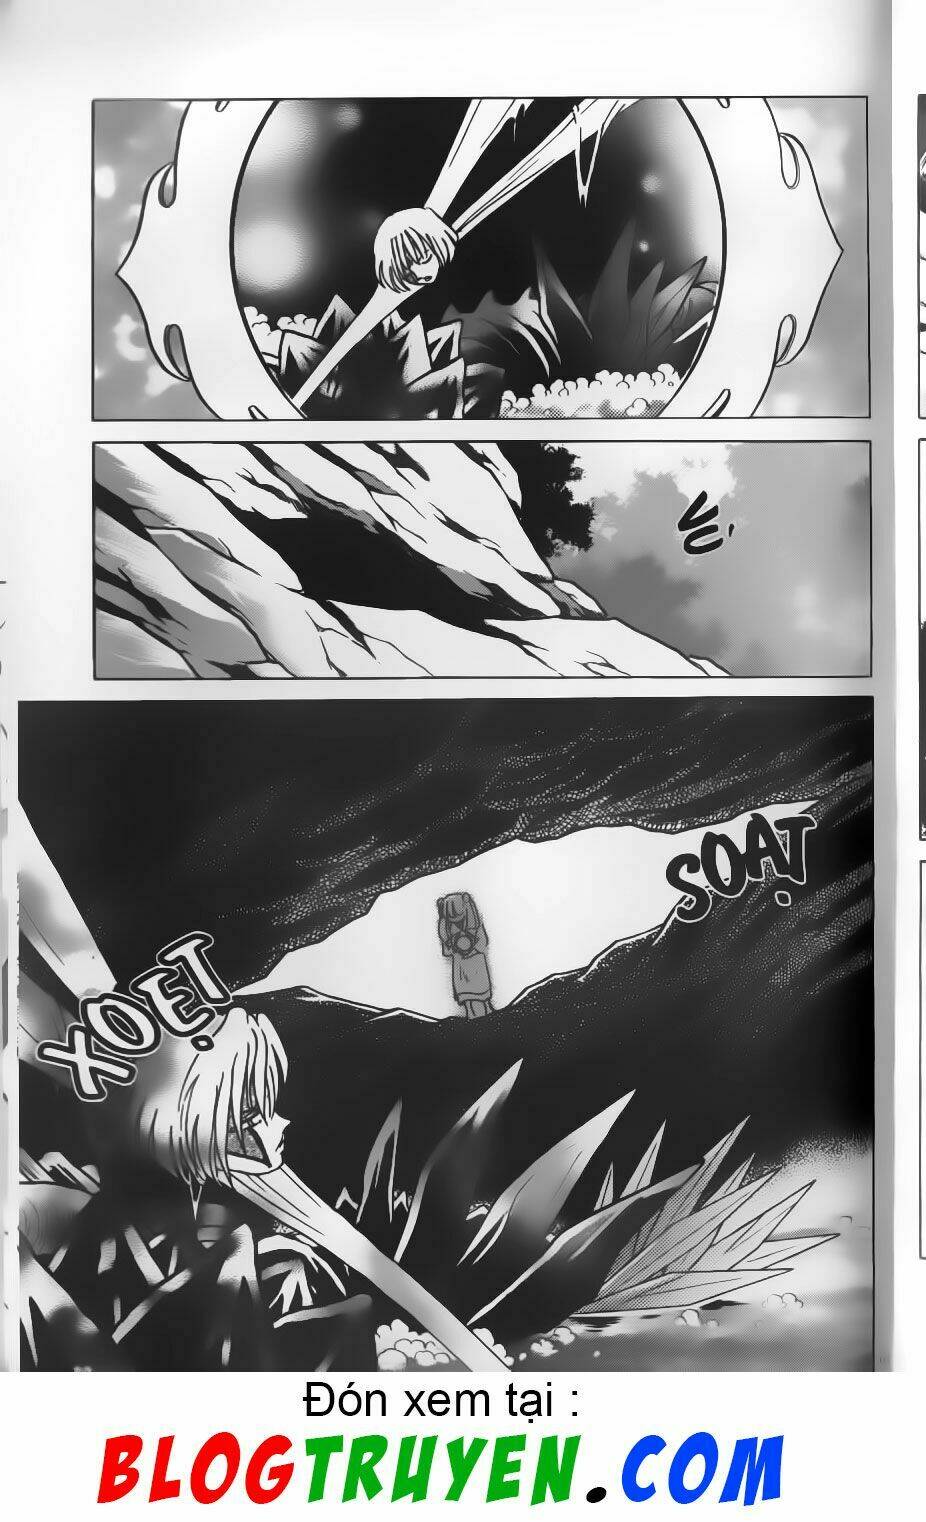 VÙ,
SOẠT
XOẸT
Đón xem tại :
BLOGTRUYEN.COM